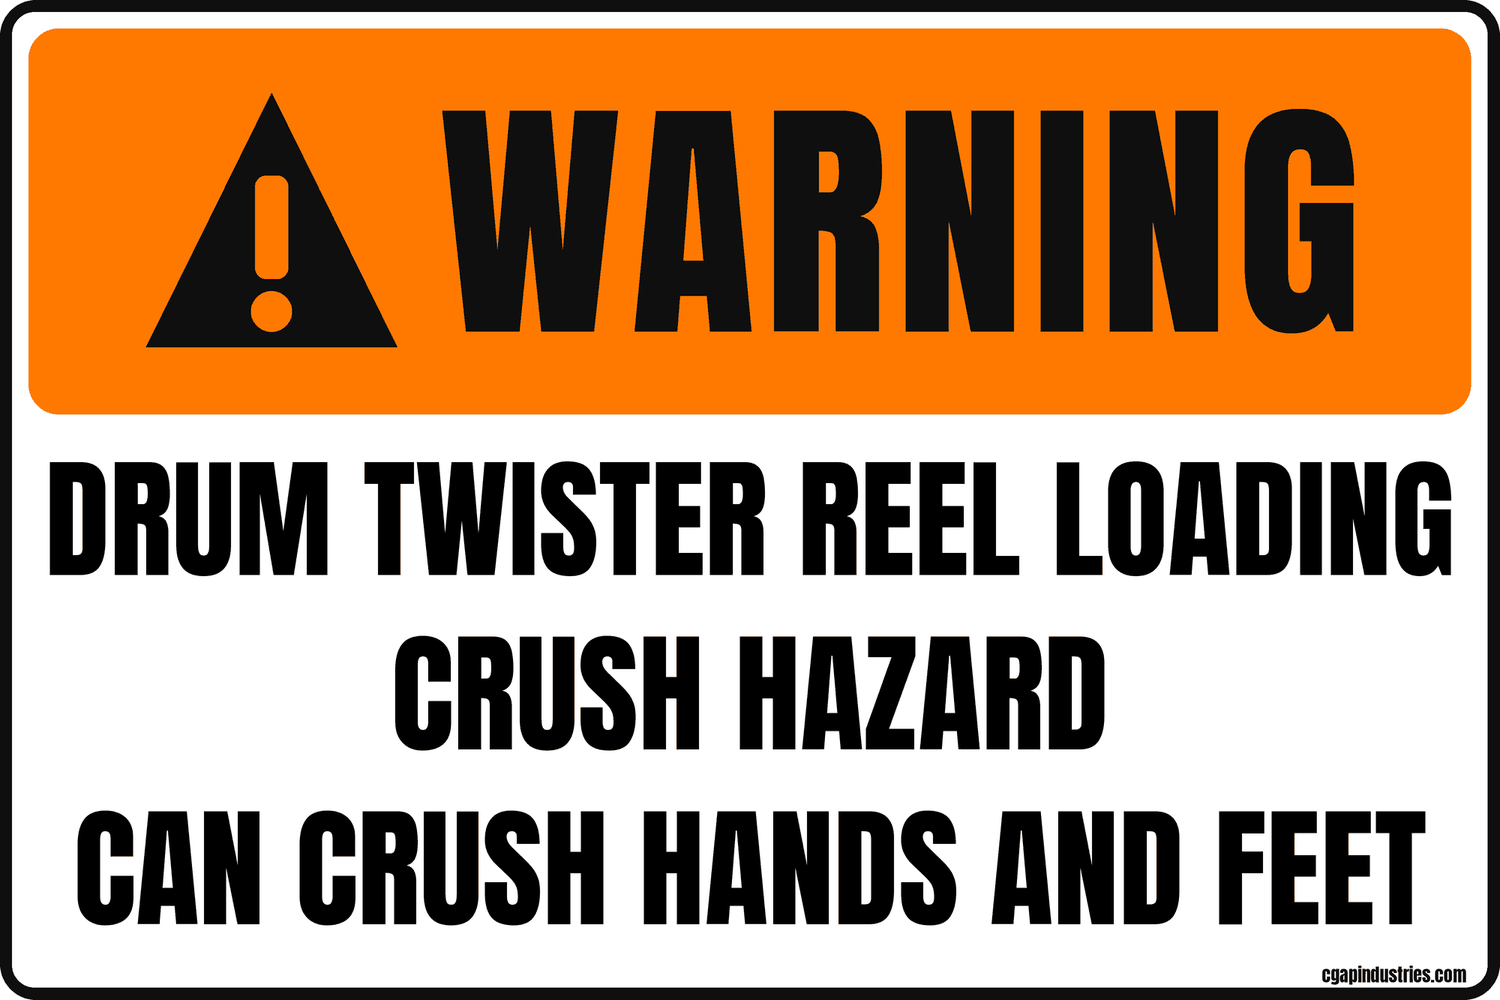 WARNING
DRUM TWISTER REEL LOADING
CRUSH HAZARD
CAN CRUSH HANDS AND FEET
cgapindustries.com